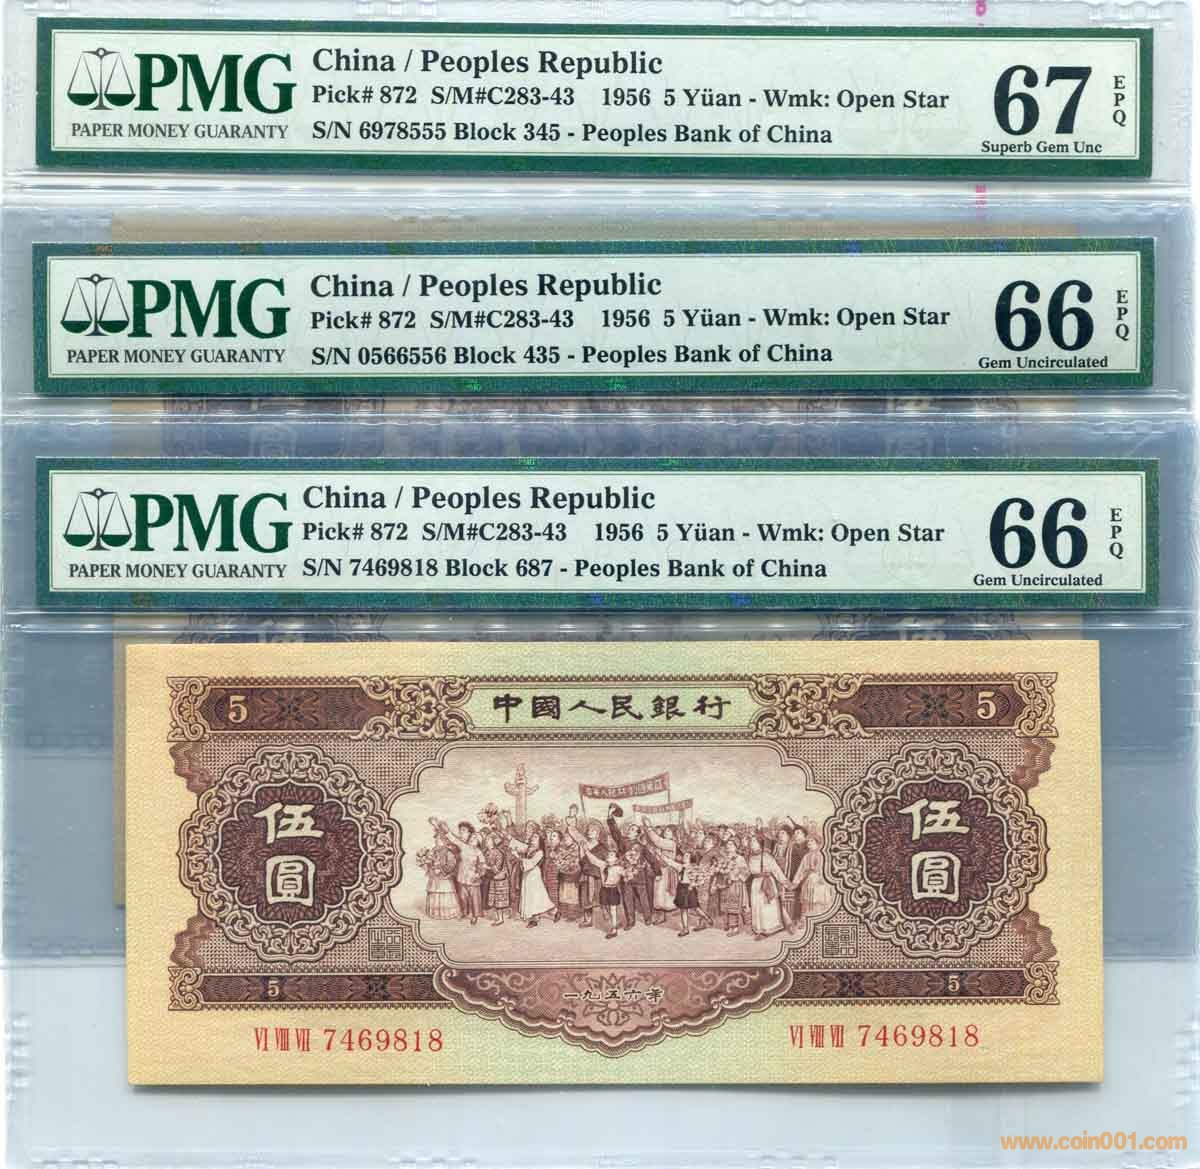 PMG
PAPER MONEY GUARANTY
China / Peoples Republic
Pick# 872 S/M#C283-43 1956 5 Yüan - Wmk: Open Star
S/N 6978555 Block 345 - Peoples Bank of China
67
EPQ
Superb Gem Unc
PMG
PAPER MONEY GUARANTY
China / Peoples Republic
Pick# 872 S/M#C283-43 1956 5 Yüan - Wmk: Open Star
S/N 0566556 Block 435 - Peoples Bank of China
66
EPQ
Gem Uncirculated
PMG
PAPER MONEY GUARANTY
China / Peoples Republic
Pick# 872 S/M#C283-43 1956 5 Yüan - Wmk: Open Star
S/N 7469818 Block 687 - Peoples Bank of China
66
EPQ
Gem Uncirculated
5 中國人民銀行 5
伍圓 伍圓
5 一九五六年 5
VI VIII VII 7469818 VI VIII VII 7469818
www.coin001.com